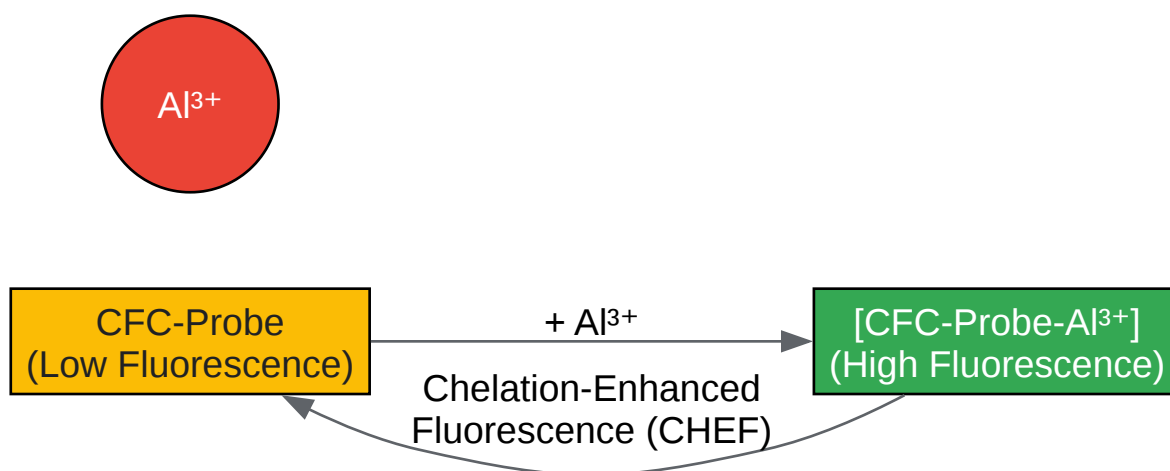 Al³⁺
CFC-Probe
(Low Fluorescence)
+ Al³⁺
[CFC-Probe-Al³⁺]
(High Fluorescence)
Chelation-Enhanced
Fluorescence (CHEF)